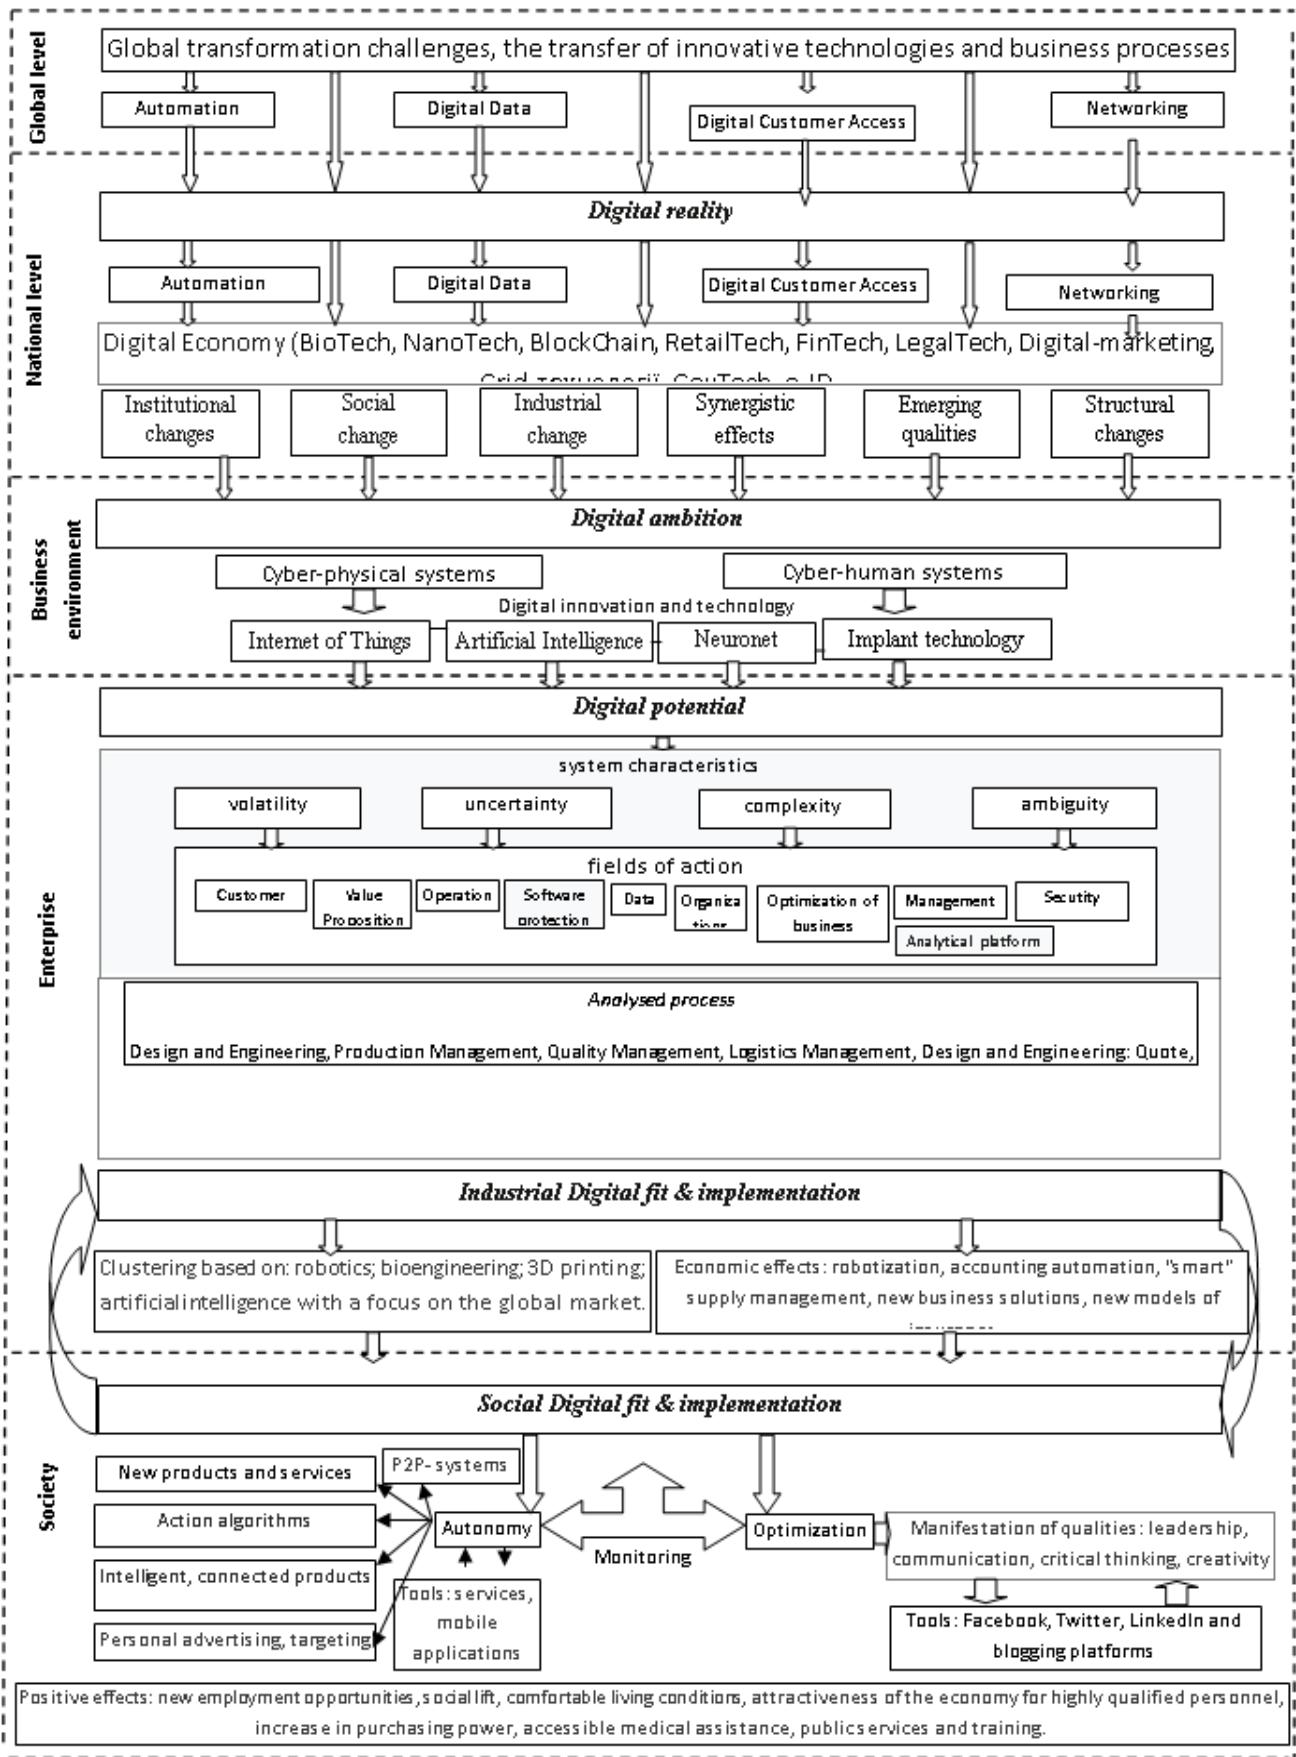 Global level
Global transformation challenges, the transfer of innovative technologies and business processes
Automation
Digital Data
Digital Customer Access
Networking
National level
Digital reality
Automation
Digital Data
Digital Customer Access
Networking
Digital Economy (BioTech, NanoTech, BlockChain, RetailTech, FinTech, LegalTech, Digital-marketing,
Institutional
changes
Social
change
Industrial
change
Synergistic
effects
Emerging
qualities
Structural
changes
Business
environment
Digital ambition
Cyber-physical systems
Cyber-human systems
Digital innovation and technology
Internet of Things
Artificial Intelligence
Neuronet
Implant technology
Enterprise
Digital potential
system characteristics
volatility
uncertainty
complexity
ambiguity
fields of action
Customer
Value
Proposition
Operation
Software
protection
Data
Organiza
Optimization of
business
Management
Secutity
Analytical platform
Analysed process
Design and Engineering, Production Management, Quality Management, Logistics Management, Design and Engineering: Quote,
Industrial Digital fit & implementation
Clustering based on: robotics; bioengineering; 3D printing;
artificial intelligence with a focus on the global market.
Economic effects: robotization, accounting automation, "smart"
supply management, new business solutions, new models of
Society
Social Digital fit & implementation
New products and services
P2P- systems
Action algorithms
Autonomy
Monitoring
Optimization
Manifestation of qualities: leadership,
communication, critical thinking, creativity
Intelligent, connected products
Tools: services,
mobile
applications
Personal advertising, targeting
Tools: Facebook, Twitter, LinkedIn and
blogging platforms
Positive effects: new employment opportunities, social lift, comfortable living conditions, attractiveness of the economy for highly qualified personnel,
increase in purchasing power, accessible medical assistance, public services and training.